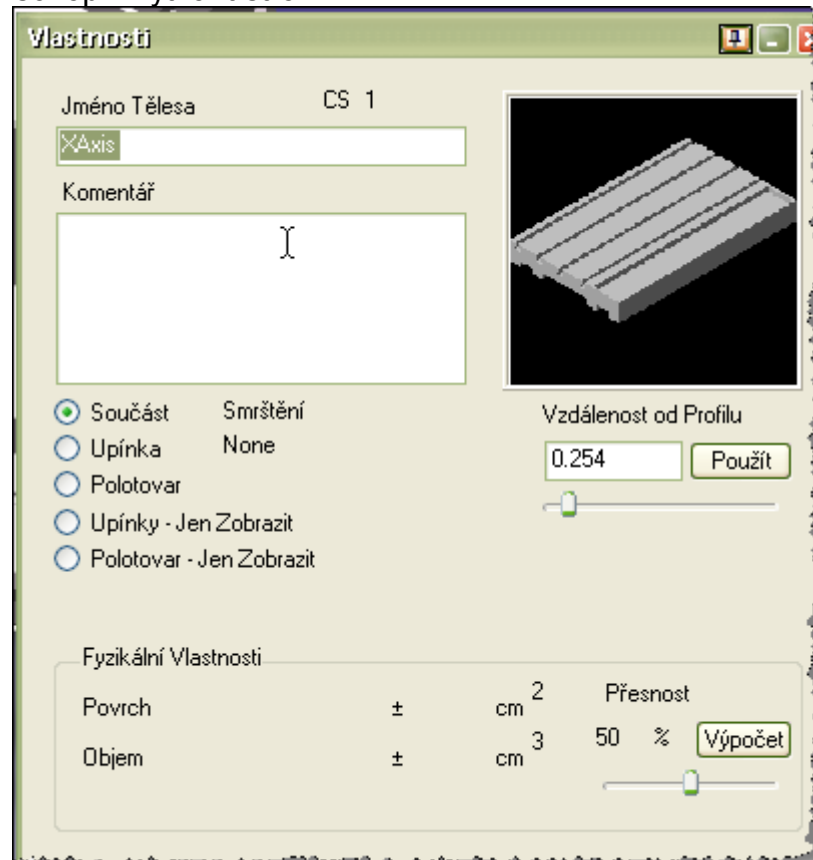 Vlastnosti
Jméno Tělesa CS 1
XAxis
Komentář
Součást Smrštění
Upínka None
Polotovar
Upínky - Jen Zobrazit
Polotovar - Jen Zobrazit
Vzdálenost od Profilu
0.254 Použít
Fyzikální Vlastnosti
Povrch ± cm 2
Objem ± cm 3
Přesnost
50 % Výpočet